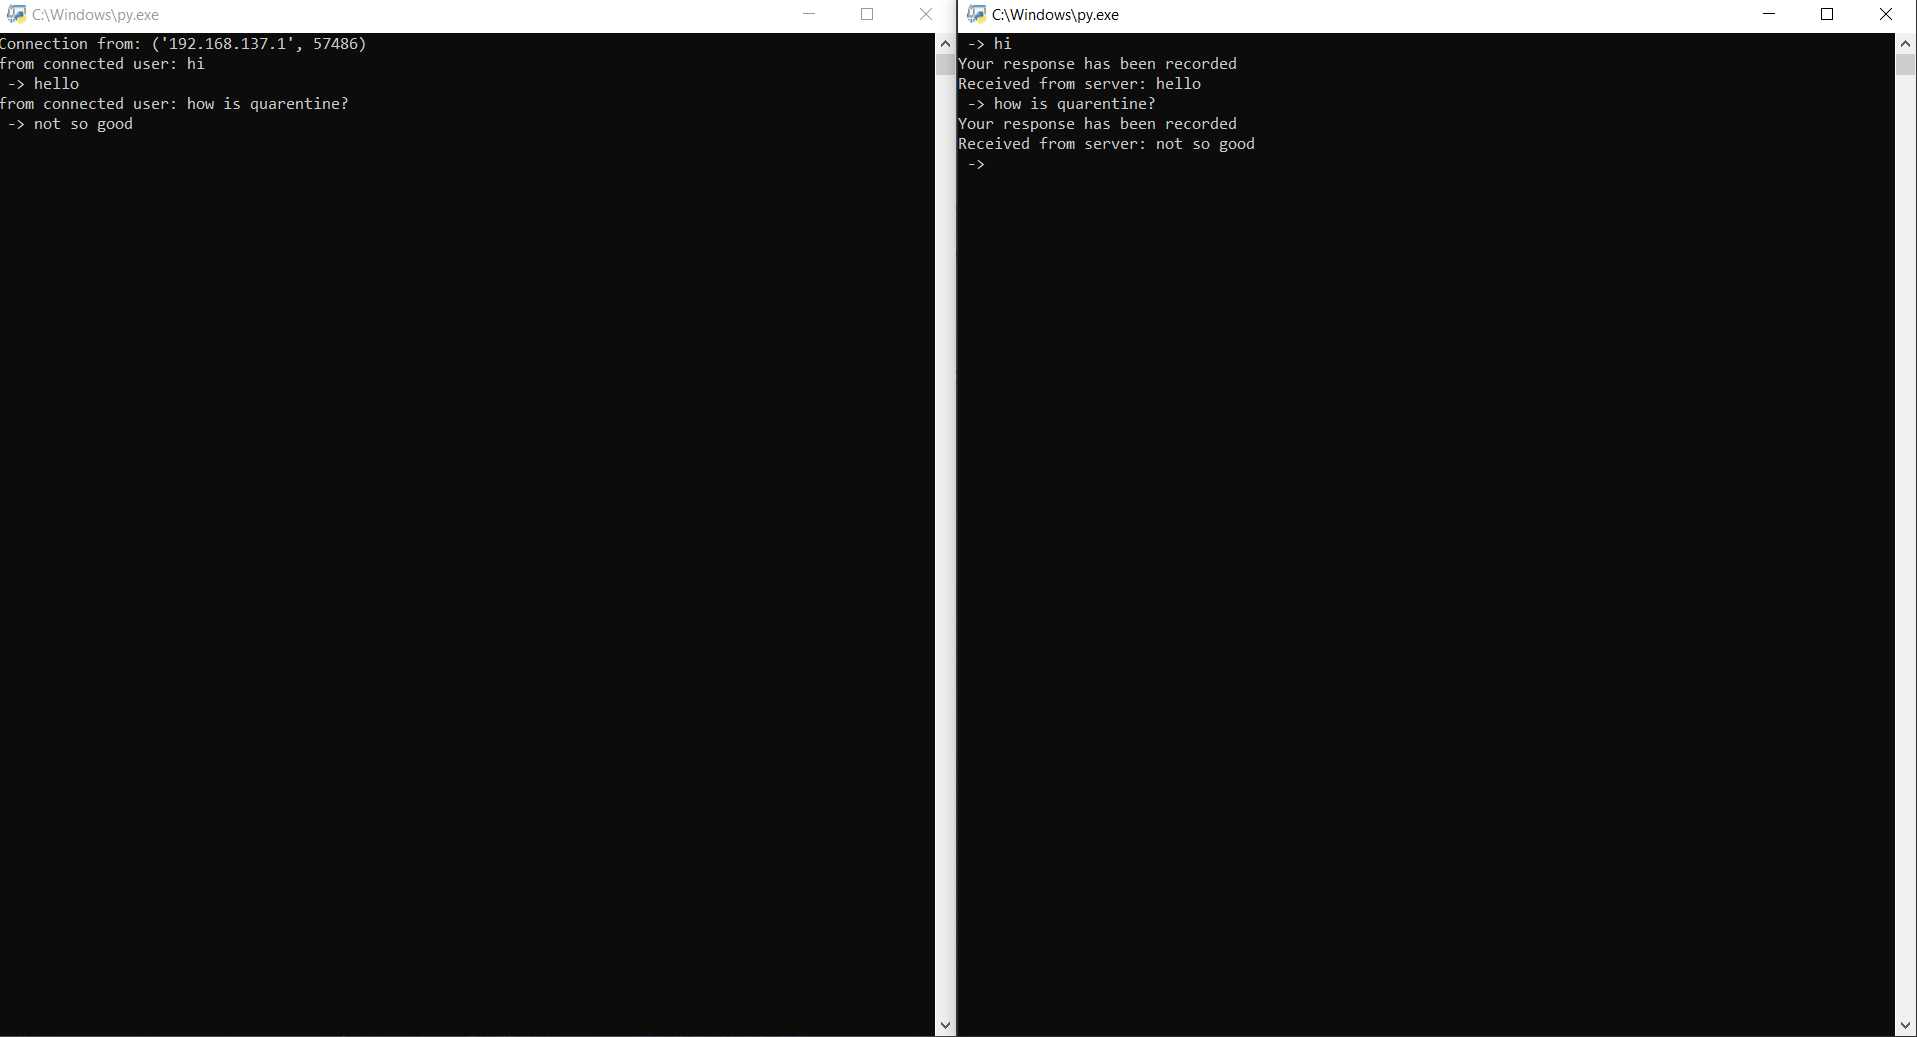 C:\Windows\py.exe
Connection from: ('192.168.137.1', 57486)
from connected user: hi
-> hello
from connected user: how is quarentine?
-> not so good
C:\Windows\py.exe
-> hi
Your response has been recorded
Received from server: hello
-> how is quarentine?
Your response has been recorded
Received from server: not so good
->